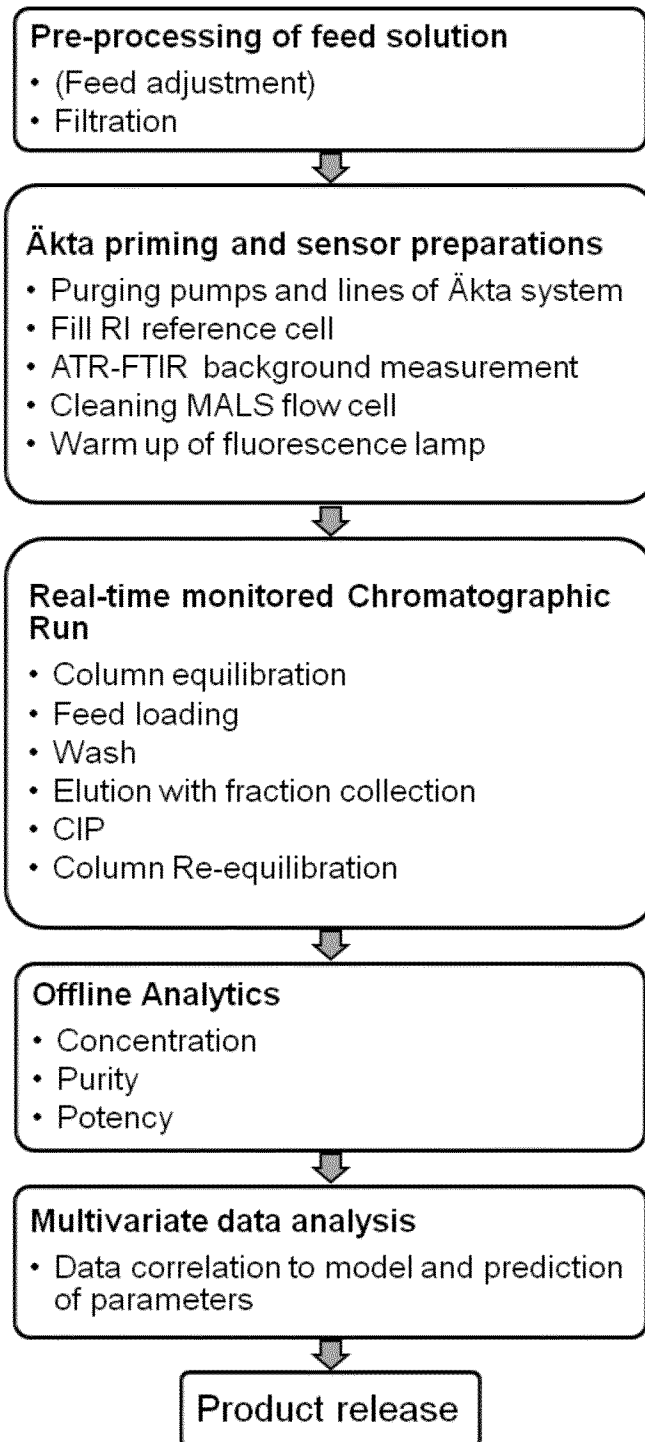 Pre-processing of feed solution
• (Feed adjustment)
• Filtration
Äkta priming and sensor preparations
• Purging pumps and lines of Äkta system
• Fill RI reference cell
• ATR-FTIR background measurement
• Cleaning MALS flow cell
• Warm up of fluorescence lamp
Real-time monitored Chromatographic
Run
• Column equilibration
• Feed loading
• Wash
• Elution with fraction collection
• CIP
• Column Re-equilibration
Offline Analytics
• Concentration
• Purity
• Potency
Multivariate data analysis
• Data correlation to model and prediction
of parameters
Product release